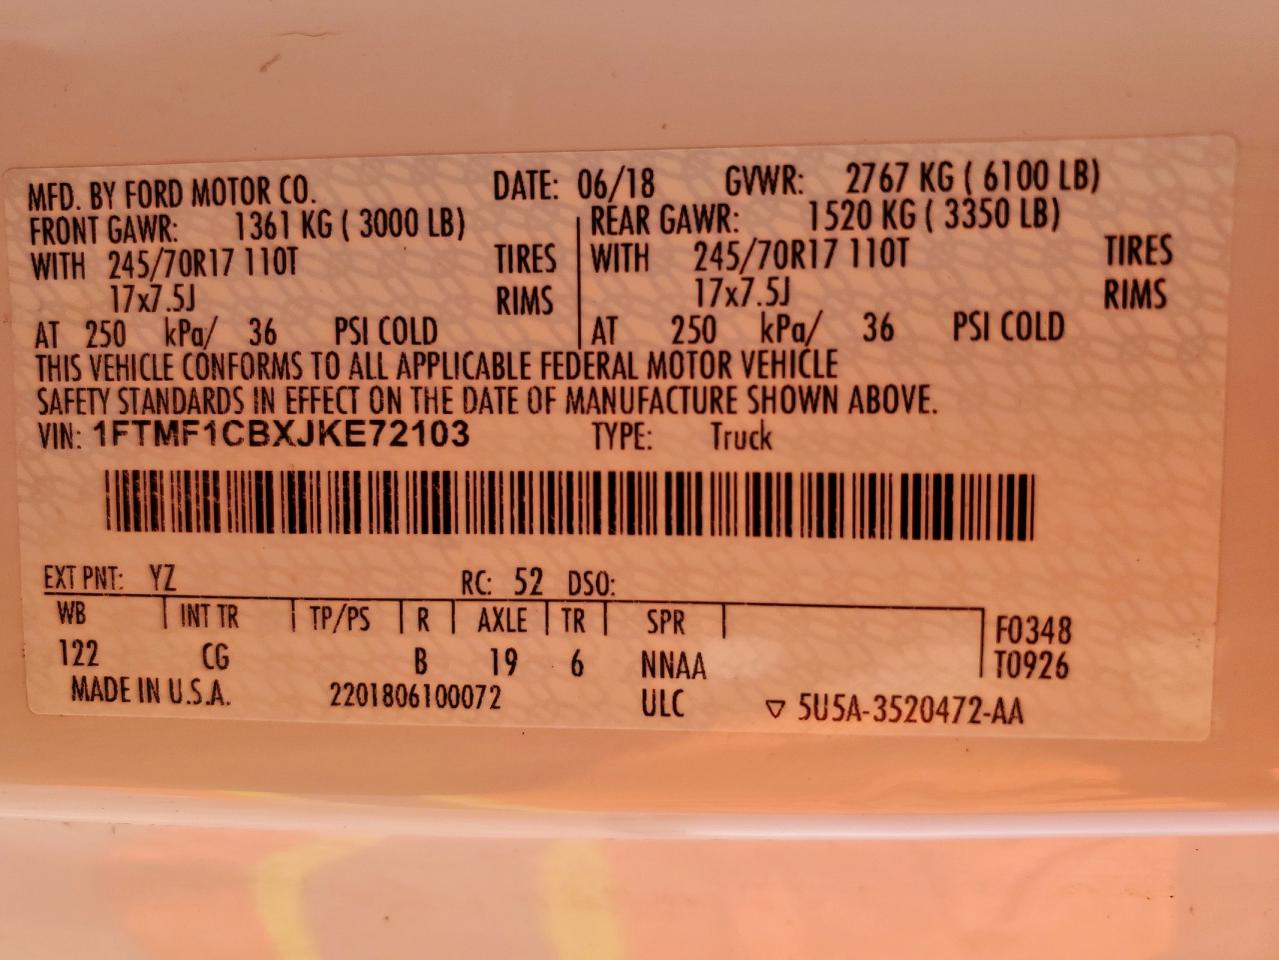 MFD. BY FORD MOTOR CO. DATE: 06/18 GVWR: 2767 KG ( 6100 LB)
FRONT GAWR: 1361 KG ( 3000 LB) REAR GAWR: 1520 KG ( 3350 LB)
WITH 245/70R17 110T TIRES WITH 245/70R17 110T TIRES
17x7.5J RIMS 17x7.5J RIMS
AT 250 kPa/ 36 PSI COLD AT 250 kPa/ 36 PSI COLD
THIS VEHICLE CONFORMS TO ALL APPLICABLE FEDERAL MOTOR VEHICLE
SAFETY STANDARDS IN EFFECT ON THE DATE OF MANUFACTURE SHOWN ABOVE.
VIN: 1FTMF1CBXJKE72103 TYPE: Truck
EXT PNT: YZ RC: 52 DSO:
WB INT TR TP/PS R AXLE TR SPR F0348
122 CG B 19 6 NNAA T0926
MADE IN U.S.A. 2201806100072 ULC ▽ 5U5A-3520472-AA